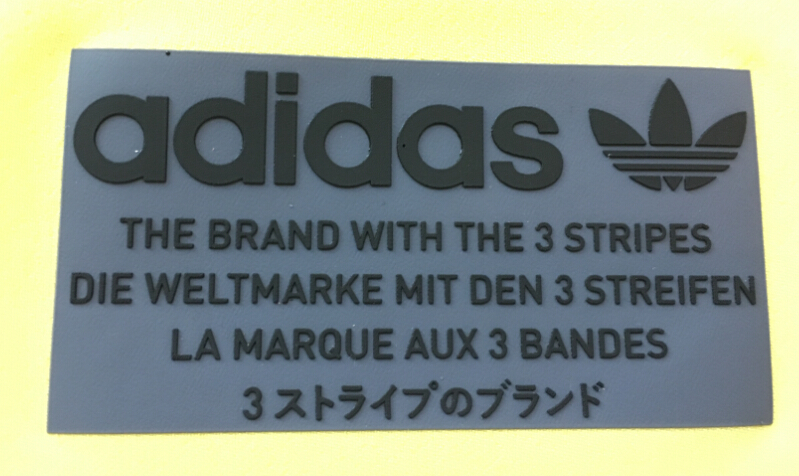 adidas
THE BRAND WITH THE 3 STRIPES
DIE WELTMARKE MIT DEN 3 STREIFEN
LA MARQUE AUX 3 BANDES
3ストライプのブランド